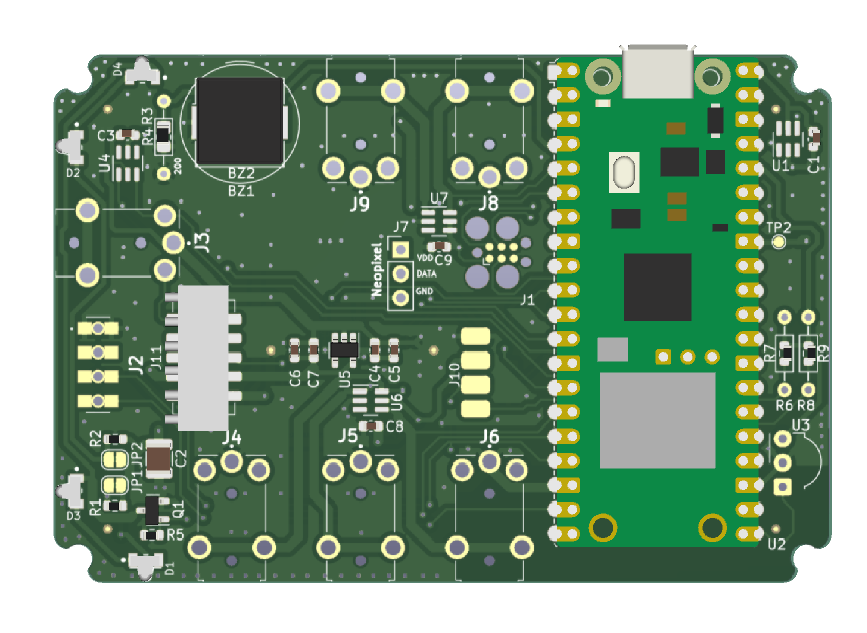 D4
R3
R4
C3
U4
D2
200
BZ2
BZ1
J9
J8
U7
J7
VDD
DATA
GND
Neopixel
C9
J1
J3
U1
C1
TP2
J2
J11
C6
C7
U5
C4
C5
J10
U6
C8
R7
R9
R6
R8
U3
R2
JP2
JP1
C2
R1
Q1
R5
D3
D1
J4
J5
J6
U2